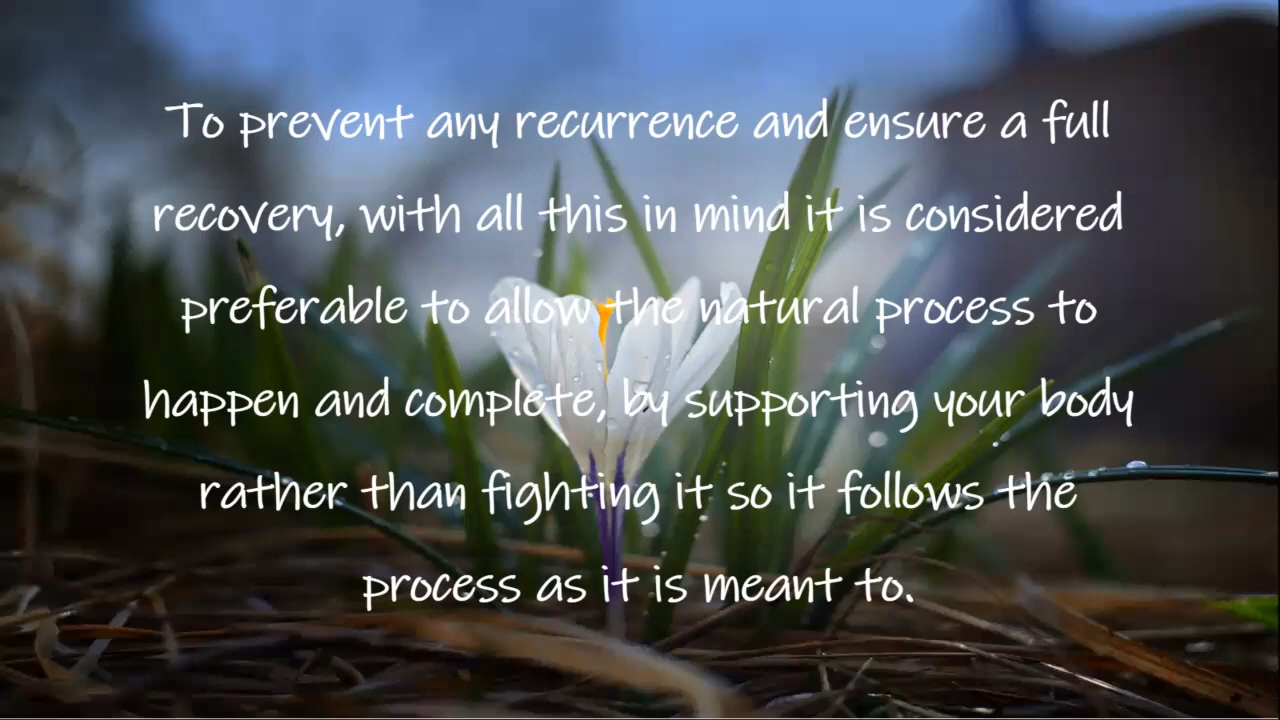 To prevent any recurrence and ensure a full
recovery, with all this in mind it is considered
preferable to allow the natural process to
happen and complete, by supporting your body
rather than fighting it so it follows the
process as it is meant to.